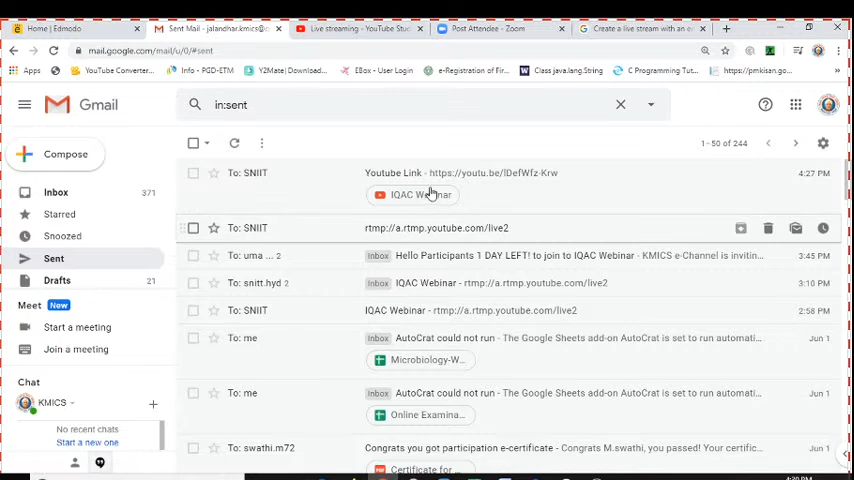 Home | Edmodo
Sent Mail - jalandhar.kmics@
Live streaming - YouTube Stu
Post Attendee - Zoom
Create a live stream with an e
mail.google.com/mail/u/0/#sent
Apps
YouTube Converter...
Info - PGD-ETM
Y2Mate | Download...
EBox - User Login
e-Registration of Fir...
Class java.lang.String
C Programming Tut...
https://pmkisan.gov...
Gmail
in:sent
Compose
1–50 of 244
Inbox 371
Starred
Snoozed
Sent
Drafts 21
Meet New
Start a meeting
Join a meeting
Chat
KMICS
No recent chats
Start a new one
To: SNIIT Youtube Link - https://youtu.be/lDefWfz-Krw 4:27 PM
To: SNIIT rtmp://a.rtmp.youtube.com/live2
To: uma ... 2 Inbox Hello Participants 1 DAY LEFT! to join to IQAC Webinar - KMICS e-Channel is invitin... 3:45 PM
To: snitt.hyd 2 Inbox IQAC Webinar - rtmp://a.rtmp.youtube.com/live2 3:10 PM
To: SNIIT IQAC Webinar - rtmp://a.rtmp.youtube.com/live2 2:58 PM
To: me Inbox AutoCrat could not run - The Google Sheets add-on AutoCrat is set to run automati... Jun 1
Microbiology-W...
To: me Inbox AutoCrat could not run - The Google Sheets add-on AutoCrat is set to run automati... Jun 1
Online Examina...
To: swathi.m72 Congrats you got participation e-certificate - Congrats M.swathi, you passed! Your certific... Jun 1
Certificate for ...